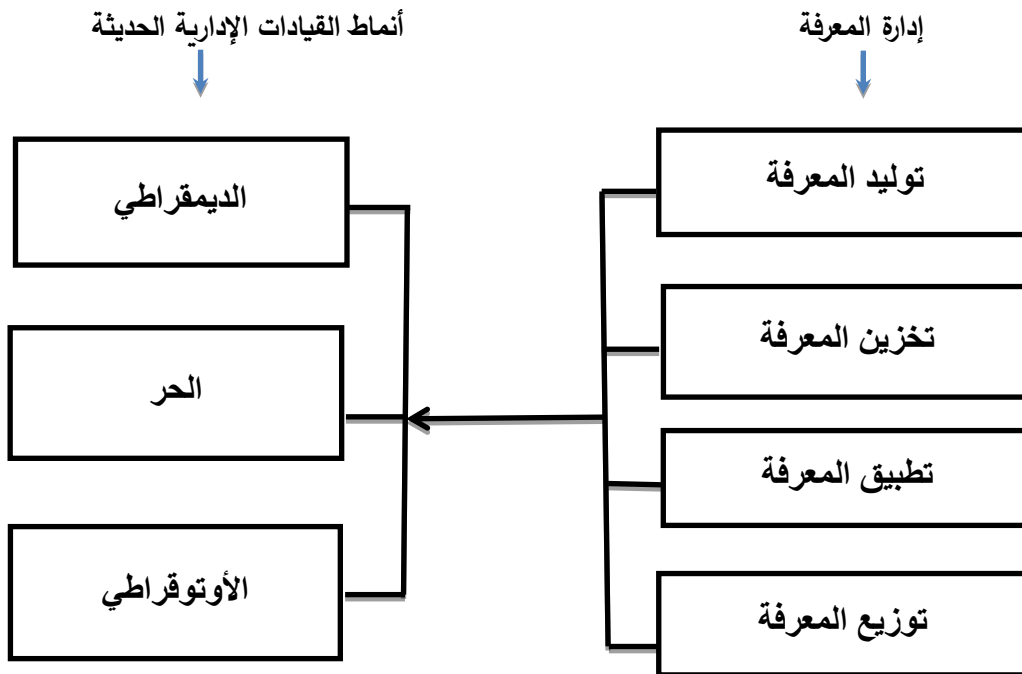 إدارة المعرفة
أنماط القيادات الإدارية الحديثة
توليد المعرفة
الديمقراطي
تخزين المعرفة
الحر
تطبيق المعرفة
الأوتوقراطي
توزيع المعرفة